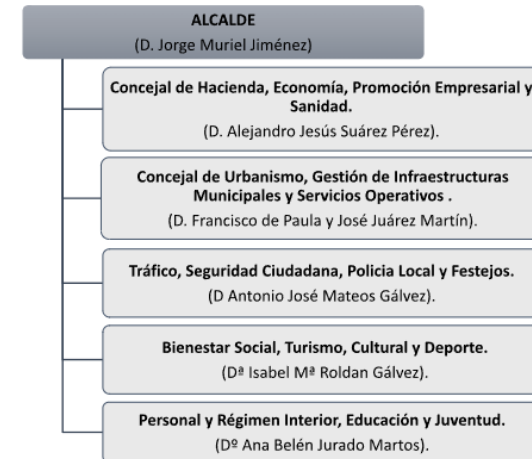 ALCALDE
(D. Jorge Muriel Jiménez)
Concejal de Hacienda, Economía, Promoción Empresarial y
Sanidad.
(D. Alejandro Jesús Suárez Pérez).
Concejal de Urbanismo, Gestión de Infraestructuras
Municipales y Servicios Operativos .
(D. Francisco de Paula y José Juárez Martín).
Tráfico, Seguridad Ciudadana, Policia Local y Festejos.
(D Antonio José Mateos Gálvez).
Bienestar Social, Turismo, Cultural y Deporte.
(Dª Isabel Mª Roldan Gálvez).
Personal y Régimen Interior, Educación y Juventud.
(Dº Ana Belén Jurado Martos).